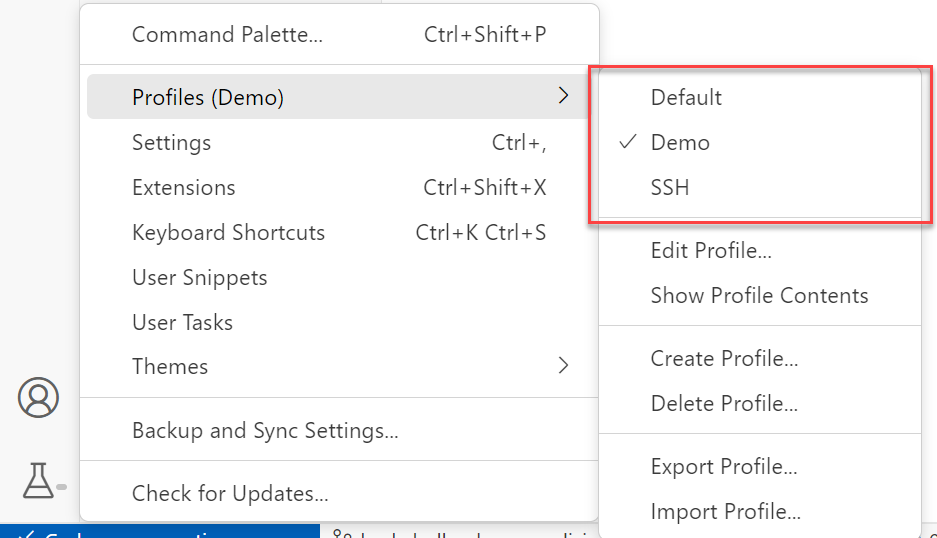 Command Palette... Ctrl+Shift+P
Profiles (Demo)
Settings Ctrl+,
Extensions Ctrl+Shift+X
Keyboard Shortcuts Ctrl+K Ctrl+S
User Snippets
User Tasks
Themes
Backup and Sync Settings...
Check for Updates...
Default
Demo
SSH
Edit Profile...
Show Profile Contents
Create Profile...
Delete Profile...
Export Profile...
Import Profile...